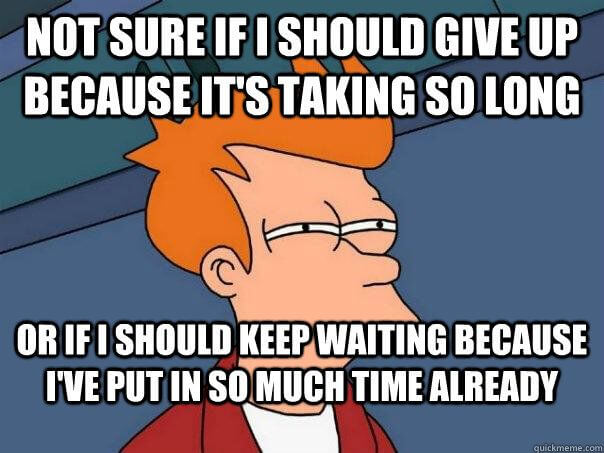 NOT SURE IF I SHOULD GIVE UP
BECAUSE IT'S TAKING SO LONG
OR IF I SHOULD KEEP WAITING BECAUSE
I'VE PUT IN SO MUCH TIME ALREADY
quickmeme.com